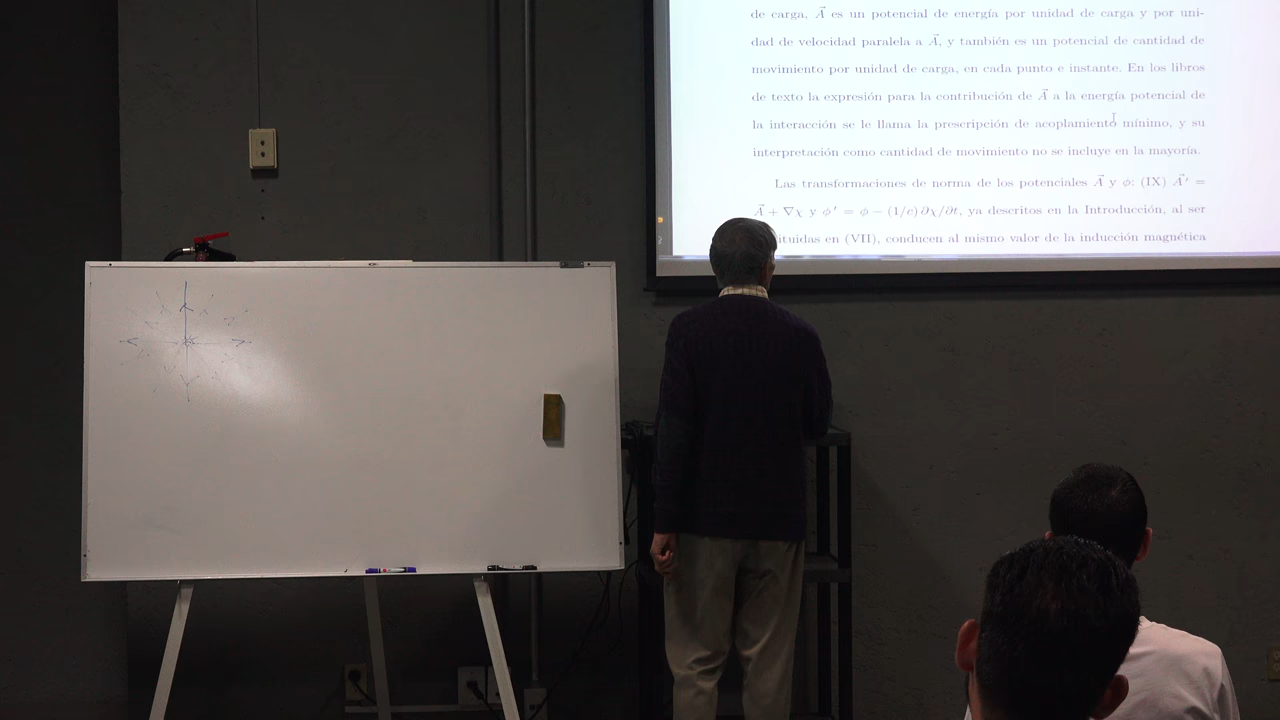 de carga, A⃗ es un potencial de energía por unidad de carga y por uni-
dad de velocidad paralela a A⃗, y también es un potencial de cantidad de
movimiento por unidad de carga, en cada punto e instante. En los libros
de texto la expresión para la contribución de A⃗ a la energía potencial de
la interacción se le llama la prescripción de acoplamiento mínimo, y su
interpretación como cantidad de movimiento no se incluye en la mayoría.
Las transformaciones de norma de los potenciales A⃗ y ϕ: (IX) A⃗ ′ =
A⃗ + ∇χ y ϕ ′ = ϕ − (1/c) ∂χ/∂t, ya descritos en la Introducción, al ser
ituidas en (VII), conducen al mismo valor de la inducción magnética